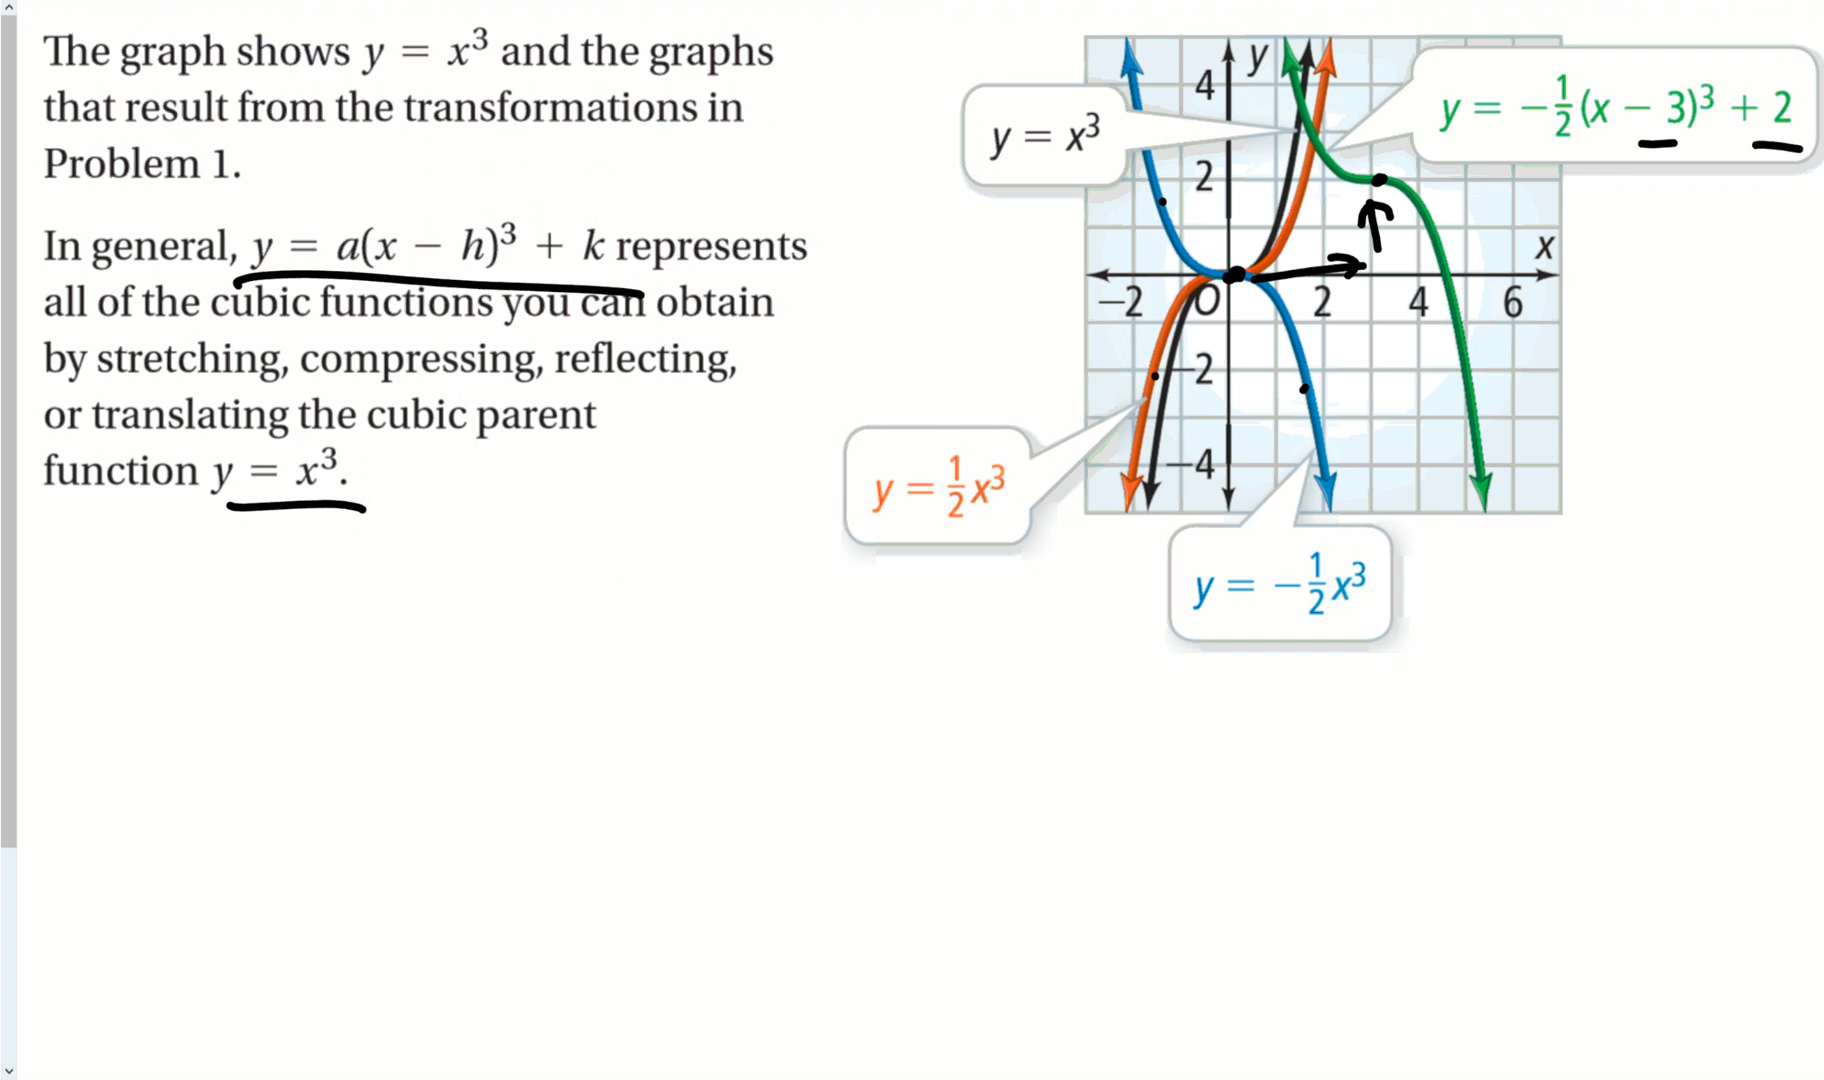 The graph shows y = x³ and the graphs
that result from the transformations in
Problem 1.
In general, y = a(x − h)³ + k represents
all of the cubic functions you can obtain
by stretching, compressing, reflecting,
or translating the cubic parent
function y = x³.
y
4
2
x
−2
O
2
4
6
−2
−4
y = x³
y = −1/2(x − 3)³ + 2
y = 1/2x³
y = −1/2x³